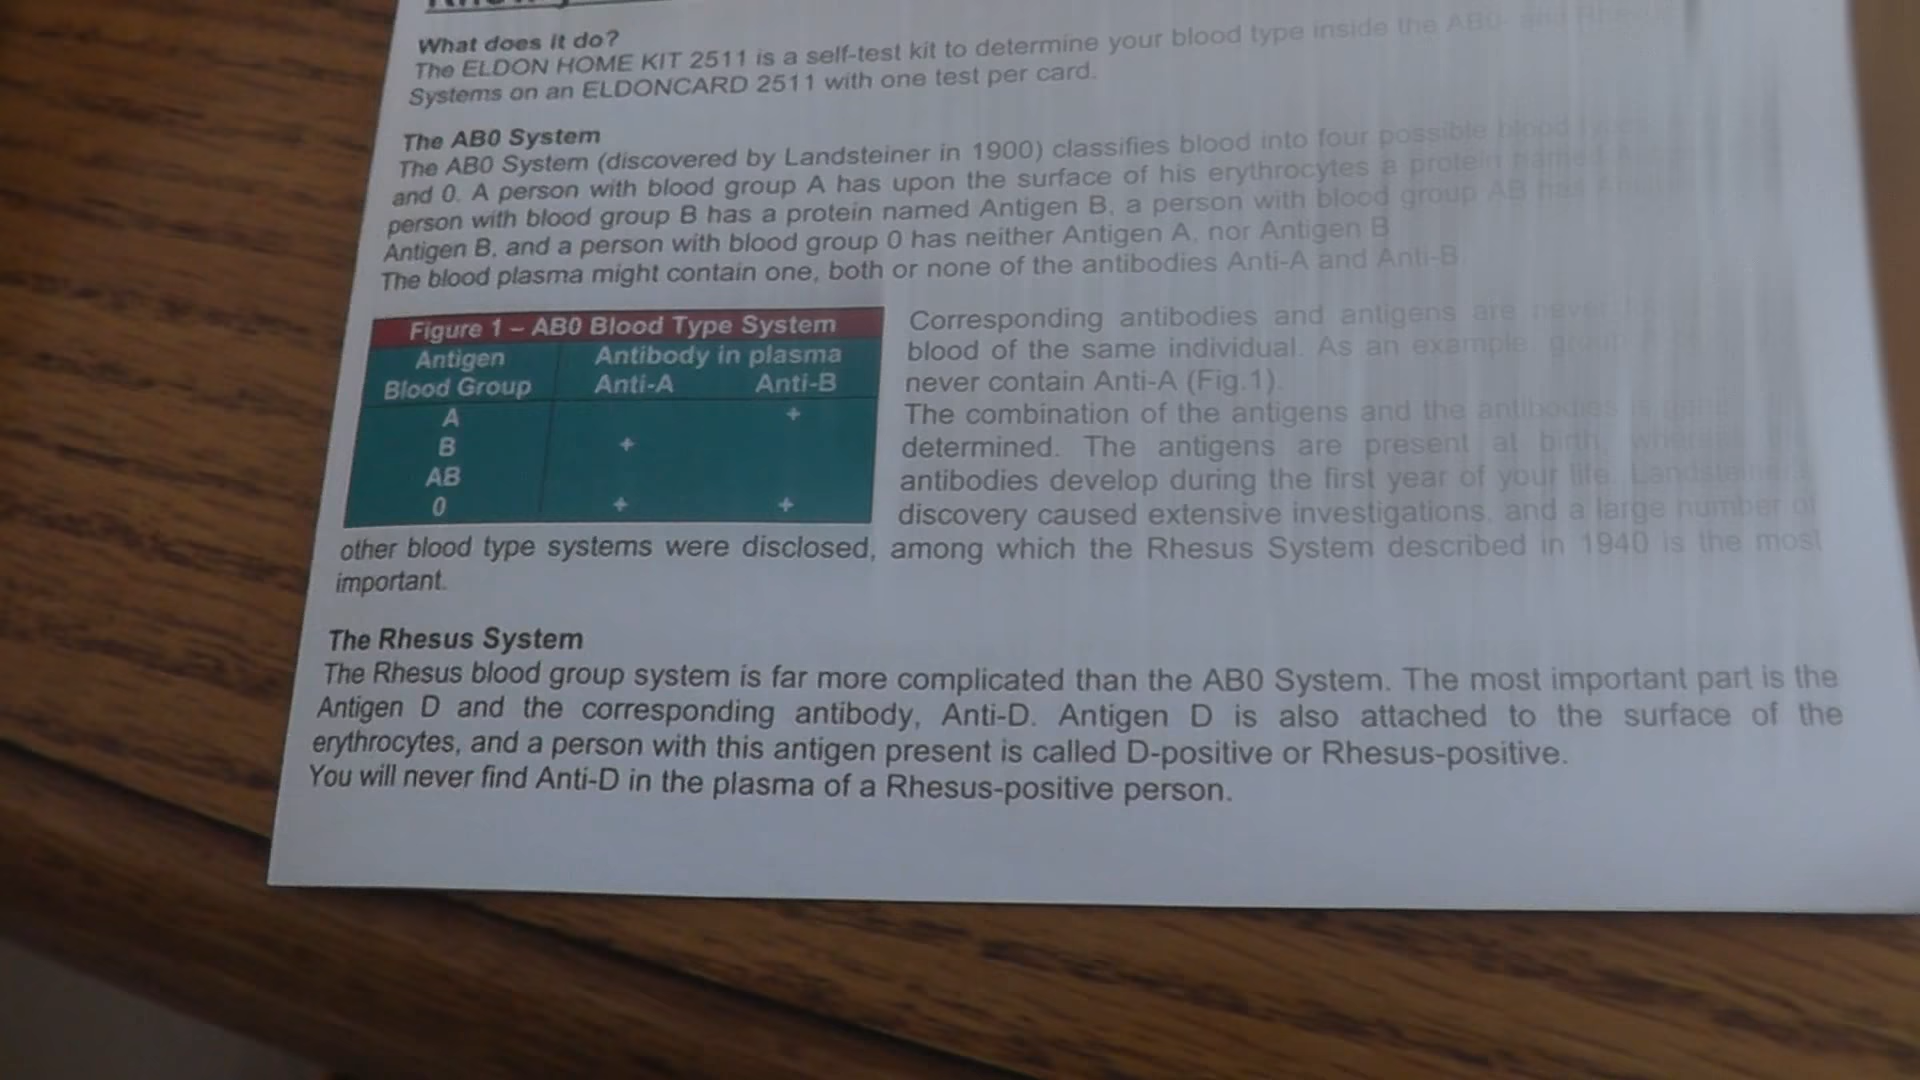 What does it do?
The ELDON HOME KIT 2511 is a self-test kit to determine your blood type inside the AB0- and
Systems on an ELDONCARD 2511 with one test per card.
The AB0 System
The AB0 System (discovered by Landsteiner in 1900) classifies blood into four possible blood
and 0. A person with blood group A has upon the surface of his erythrocytes a protein named
person with blood group B has a protein named Antigen B, a person with blood group AB has
Antigen B, and a person with blood group 0 has neither Antigen A, nor Antigen B
The blood plasma might contain one, both or none of the antibodies Anti-A and Anti-B
Figure 1 – AB0 Blood Type System
Antigen Antibody in plasma
Blood Group Anti-A Anti-B
A +
B +
AB
0 + +
Corresponding antibodies and antigens are never
blood of the same individual. As an example, group
never contain Anti-A (Fig.1).
The combination of the antigens and the antibodies is
determined. The antigens are present at birth,
antibodies develop during the first year of your life. Landsteiner
discovery caused extensive investigations, and a large number of
other blood type systems were disclosed, among which the Rhesus System described in 1940 is the most
important.
The Rhesus System
The Rhesus blood group system is far more complicated than the AB0 System. The most important part is the
Antigen D and the corresponding antibody, Anti-D. Antigen D is also attached to the surface of the
erythrocytes, and a person with this antigen present is called D-positive or Rhesus-positive.
You will never find Anti-D in the plasma of a Rhesus-positive person.